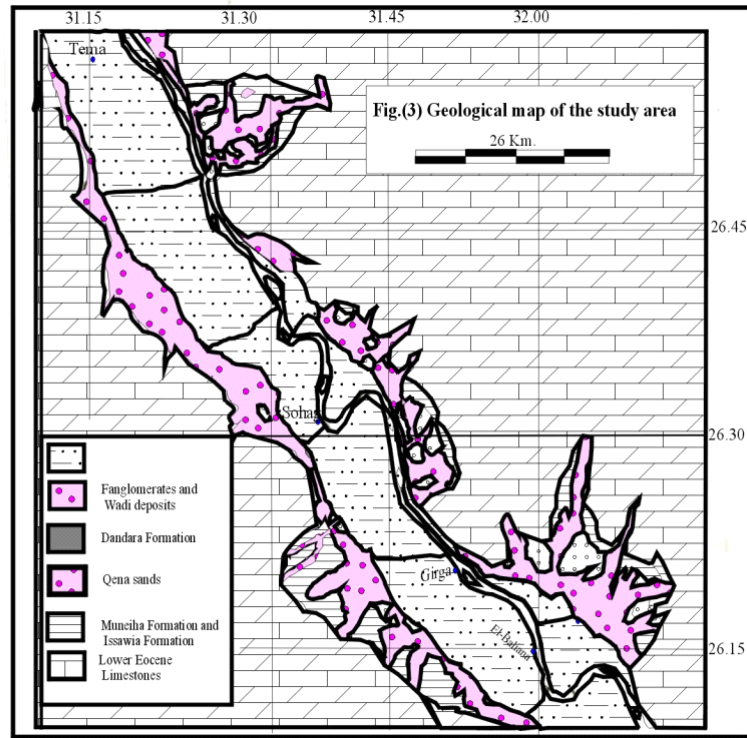 31.15 31.30 31.45 32.00
Tema
Fig.(3) Geological map of the study area
26 Km.
26.45
Sohag
26.30
Fanglomerates and
Wadi deposits
Dandara Formation
Qena sands
Girga
Munciha Formation and
Issawia Formation
El-Baliana
26.15
Lower Eocene
Limestones